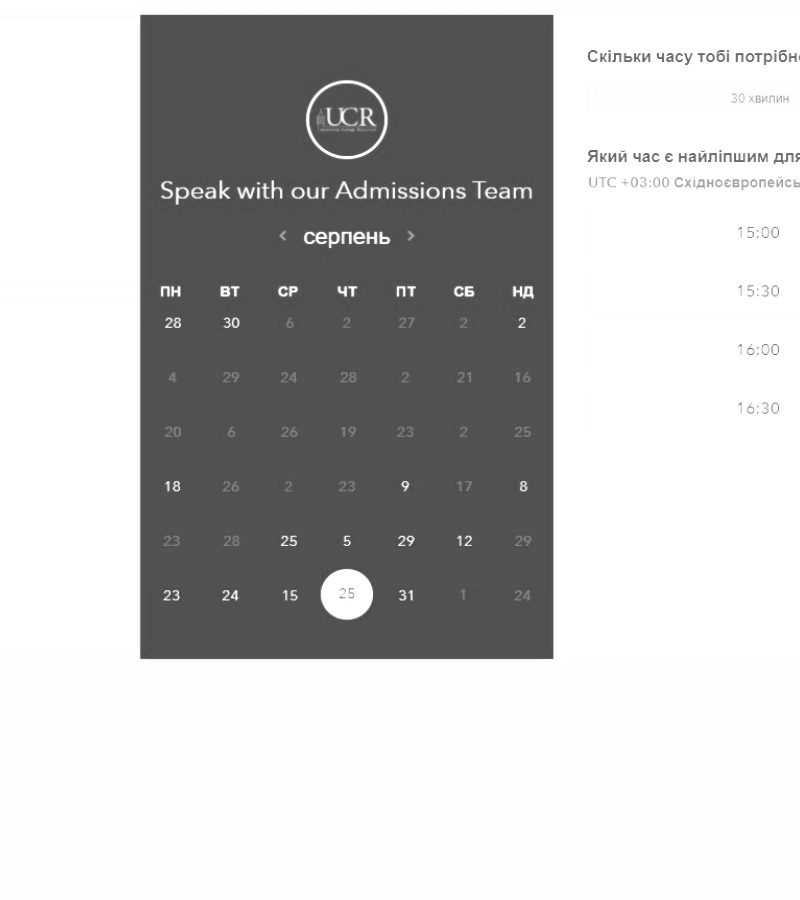 UCR
Speak with our Admissions Team
< серпень >
ПН ВТ СР ЧТ ПТ СБ НД
28 30 6 2 27 2 2
4 29 24 28 2 21 16
20 6 26 19 23 2 25
18 26 2 23 9 17 8
23 28 25 5 29 12 29
23 24 15 25 31 1 24
Скільки часу тобі
30 хвилин
Який час є найліпшим
UTC +03:00
15:00
15:30
16:00
16:30